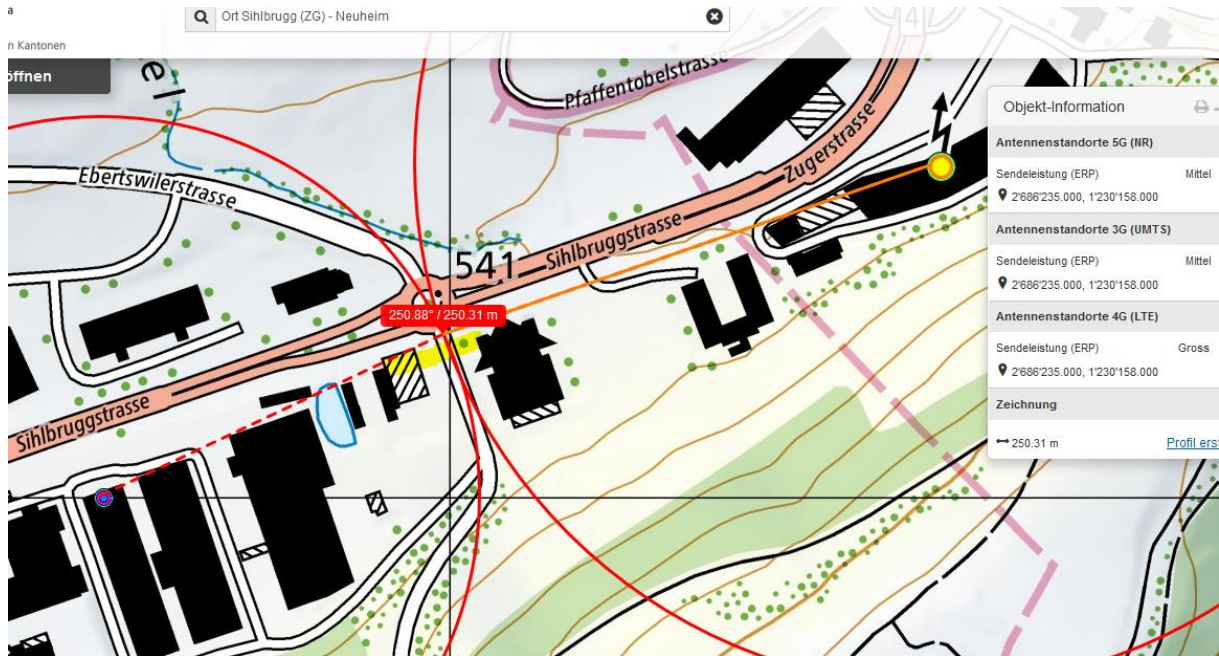 a
Ort Sihlbrugg (ZG) - Neuheim
n Kantonen
öffnen
el
4
Pfaffentobelstrasse
Ebertswilerstrasse
Zugerstrasse
Sihlbruggstrasse
541
250.88° / 250.31 m
Sihlbruggstrasse
Objekt-Information
Antennenstandorte 5G (NR)
Sendeleistung (ERP) Mittel
2'686'235.000, 1'230'158.000
Antennenstandorte 3G (UMTS)
Sendeleistung (ERP) Mittel
2'686'235.000, 1'230'158.000
Antennenstandorte 4G (LTE)
Sendeleistung (ERP) Gross
2'686'235.000, 1'230'158.000
Zeichnung
250.31 m Profil erst